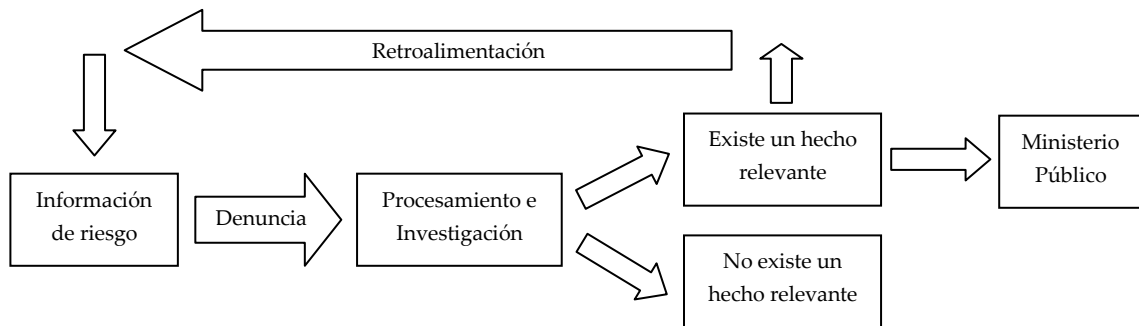 Retroalimentación
Información
de riesgo
Denuncia
Procesamiento e
Investigación
Existe un hecho
relevante
No existe un
hecho relevante
Ministerio
Público